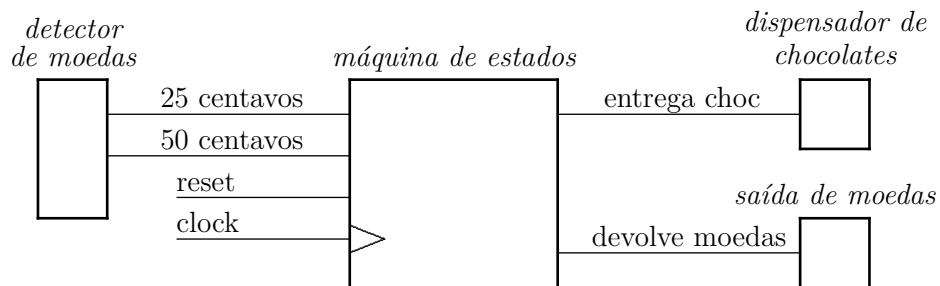 detector
de moedas
máquina de estados
dispensador de
chocolates
25 centavos
50 centavos
reset
clock
entrega choc
saída de moedas
devolve moedas